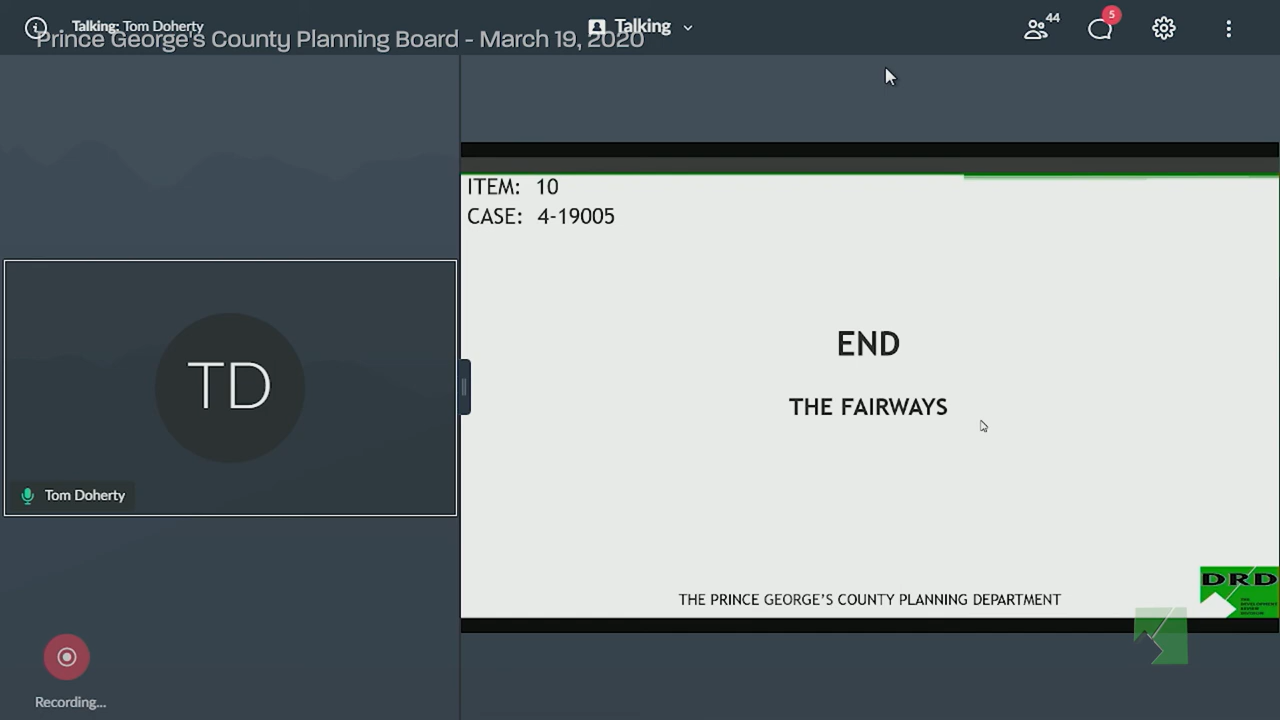 Talking: Tom Doherty
Talking
44
5
Prince George's County Planning Board - March 19, 2020
ITEM: 10
CASE: 4-19005
END
THE FAIRWAYS
TD
Tom Doherty
DRD
THE PRINCE GEORGE'S COUNTY PLANNING DEPARTMENT
Recording...